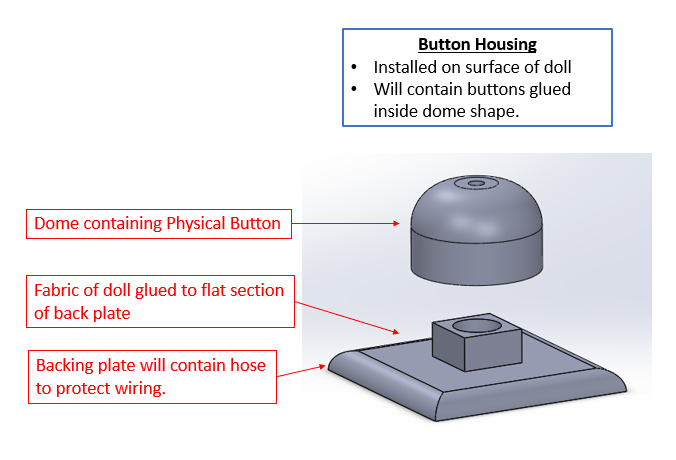 Button Housing
• Installed on surface of doll
• Will contain buttons glued
inside dome shape.
Dome containing Physical Button
Fabric of doll glued to flat section
of back plate
Backing plate will contain hose
to protect wiring.